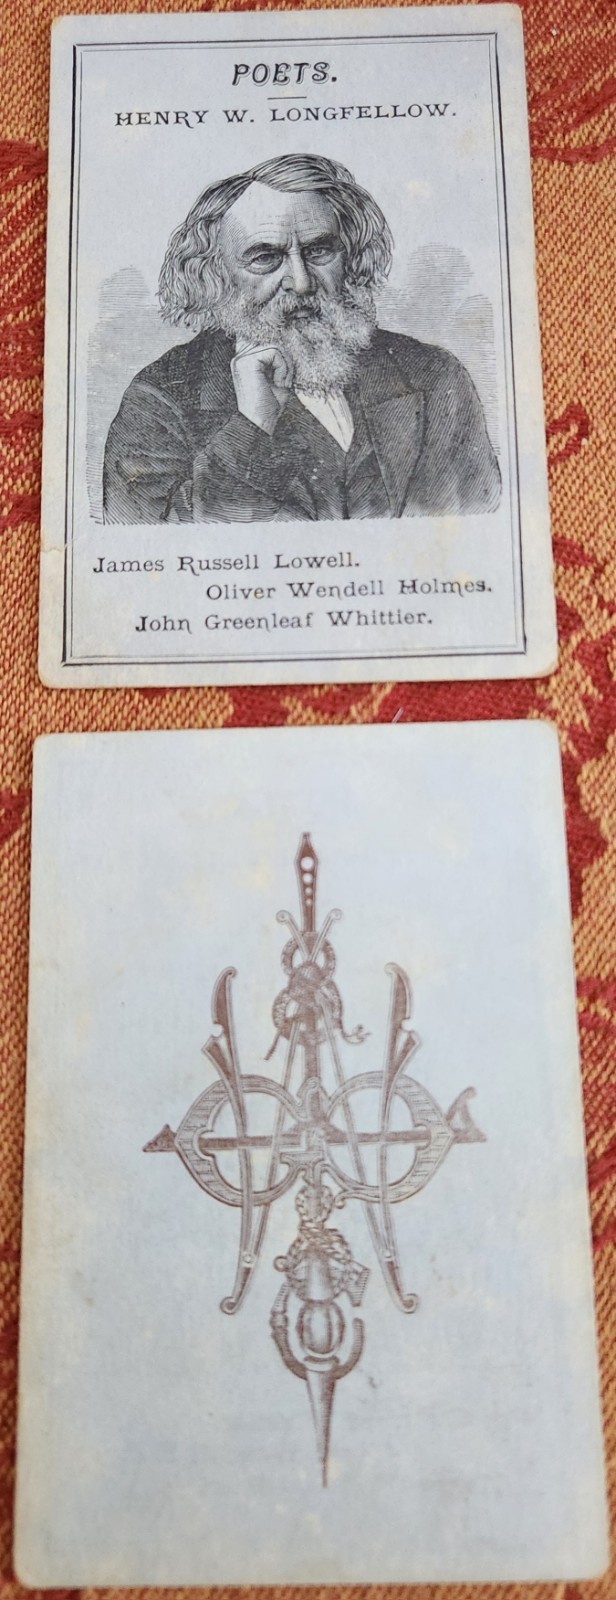 POETS.
HENRY W. LONGFELLOW.
James Russell Lowell.
Oliver Wendell Holmes.
John Greenleaf Whittier.